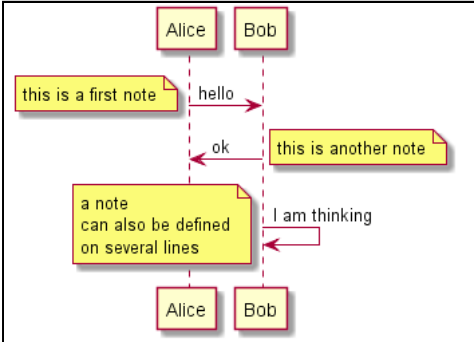 Alice
Bob
this is a first note
hello
ok
this is another note
a note
can also be defined
on several lines
I am thinking
Alice
Bob